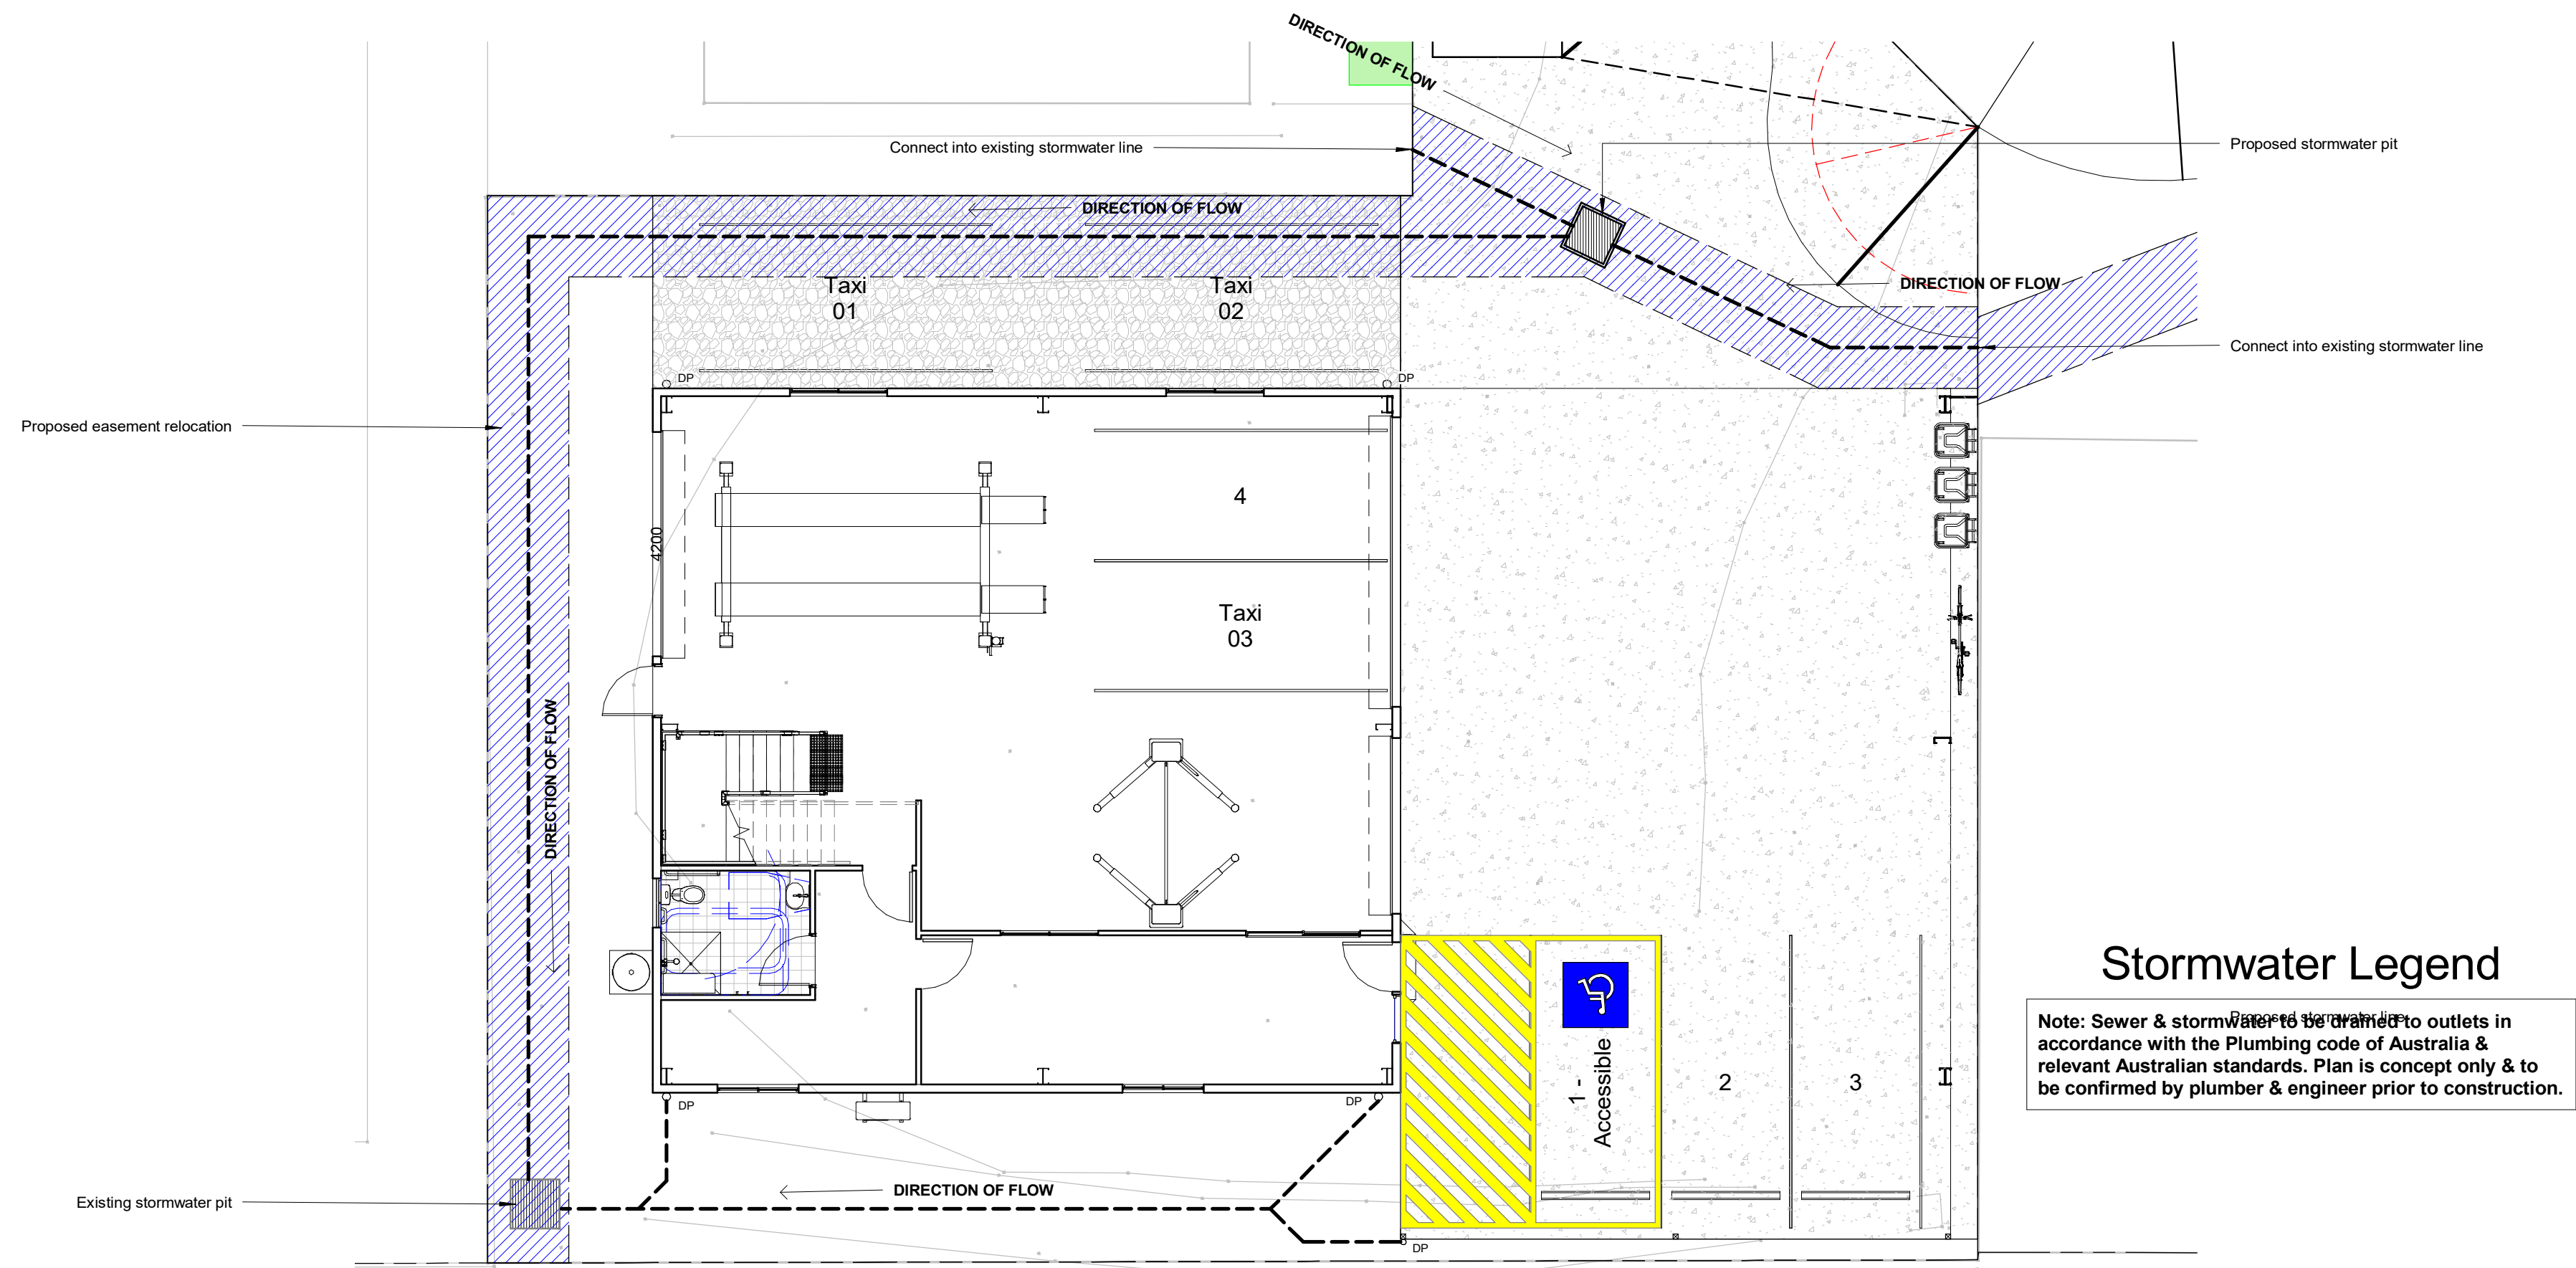 DIRECTION OF FLOW
Connect into existing stormwater line
Proposed stormwater pit
DIRECTION OF FLOW
Taxi
01
Taxi
02
DIRECTION OF FLOW
Connect into existing stormwater line
DP
DP
Proposed easement relocation
4
4200
Taxi
03
DIRECTION OF FLOW
Stormwater Legend
Proposed stormwater line
Note: Sewer & stormwater to be drained to outlets in
accordance with the Plumbing code of Australia &
relevant Australian standards. Plan is concept only & to
be confirmed by plumber & engineer prior to construction.
1 -
Accessible
2
3
DP
DP
Existing stormwater pit
DIRECTION OF FLOW
DP